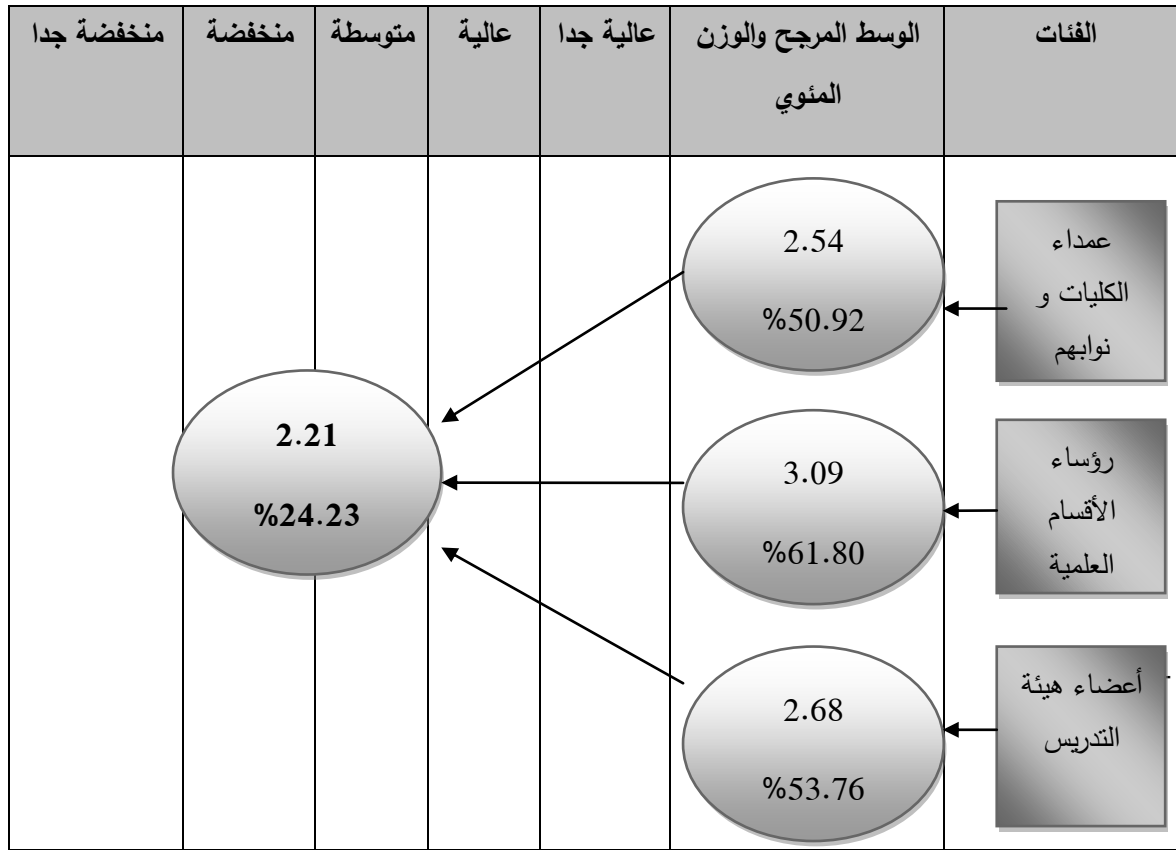 الفئات
الوسط المرجح والوزن
المئوي
عالية جدا
عالية
متوسطة
منخفضة
منخفضة جدا
عمداء
الكليات و
نوابهم
2.54
%50.92
رؤساء
الأقسام
العلمية
3.09
%61.80
2.21
%24.23
أعضاء هيئة
التدريس
2.68
%53.76